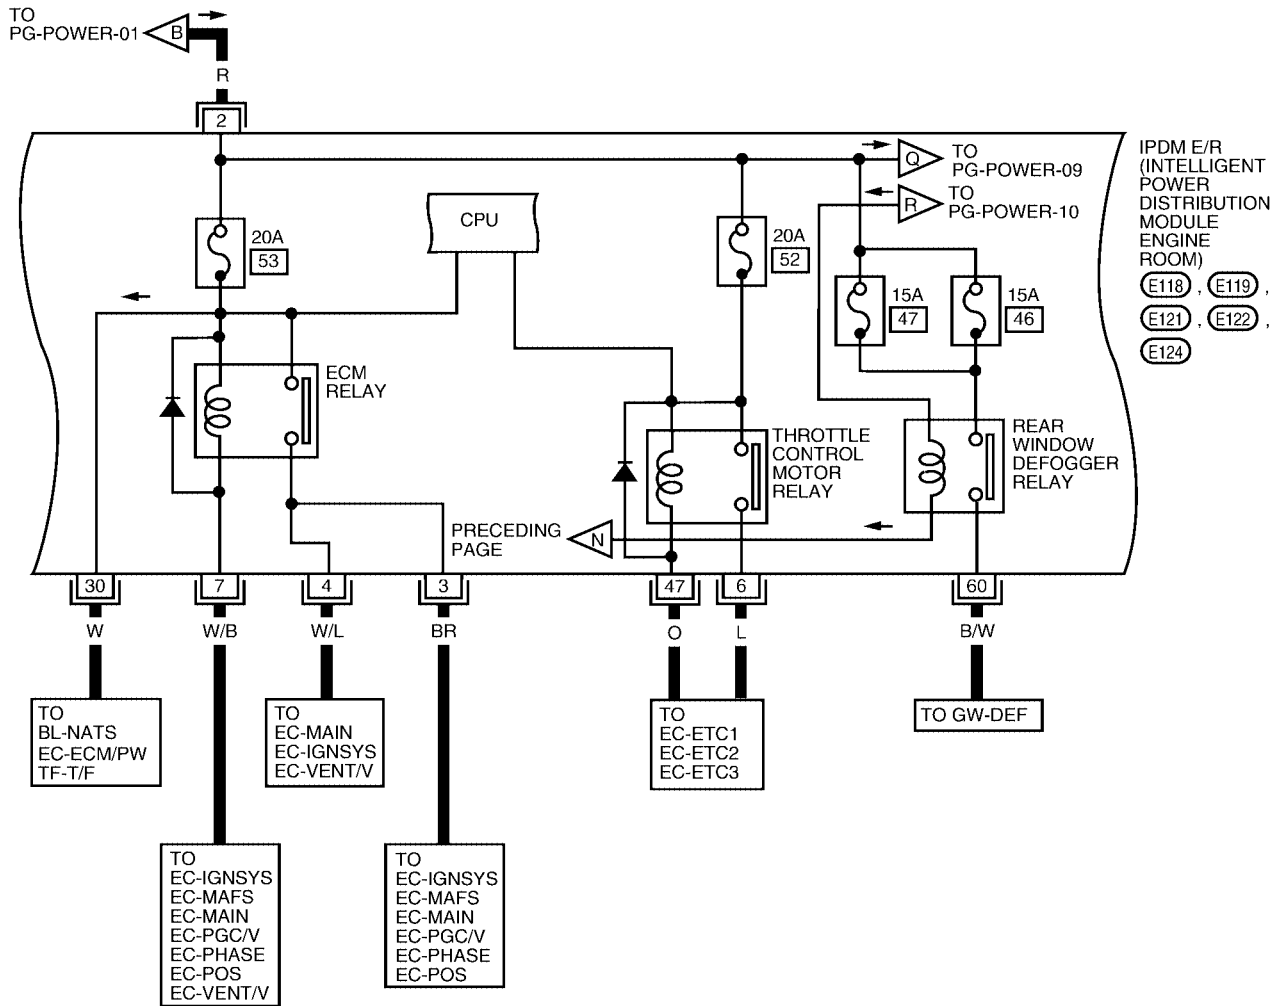 TO
PG-POWER-01
B
R
2
Q
TO
PG-POWER-09
R
TO
PG-POWER-10
IPDM E/R
(INTELLIGENT
POWER
DISTRIBUTION
MODULE
ENGINE
ROOM)
E118 , E119 ,
E121 , E122 ,
E124
CPU
20A
53
20A
52
15A
47
15A
46
ECM
RELAY
THROTTLE
CONTROL
MOTOR
RELAY
REAR
WINDOW
DEFOGGER
RELAY
PRECEDING
PAGE
N
30
7
4
3
47
6
60
W
W/B
W/L
BR
O
L
B/W
TO
BL-NATS
EC-ECM/PW
TF-T/F
TO
EC-MAIN
EC-IGNSYS
EC-VENT/V
TO
EC-ETC1
EC-ETC2
EC-ETC3
TO GW-DEF
TO
EC-IGNSYS
EC-MAFS
EC-MAIN
EC-PGC/V
EC-PHASE
EC-POS
EC-VENT/V
TO
EC-IGNSYS
EC-MAFS
EC-MAIN
EC-PGC/V
EC-PHASE
EC-POS